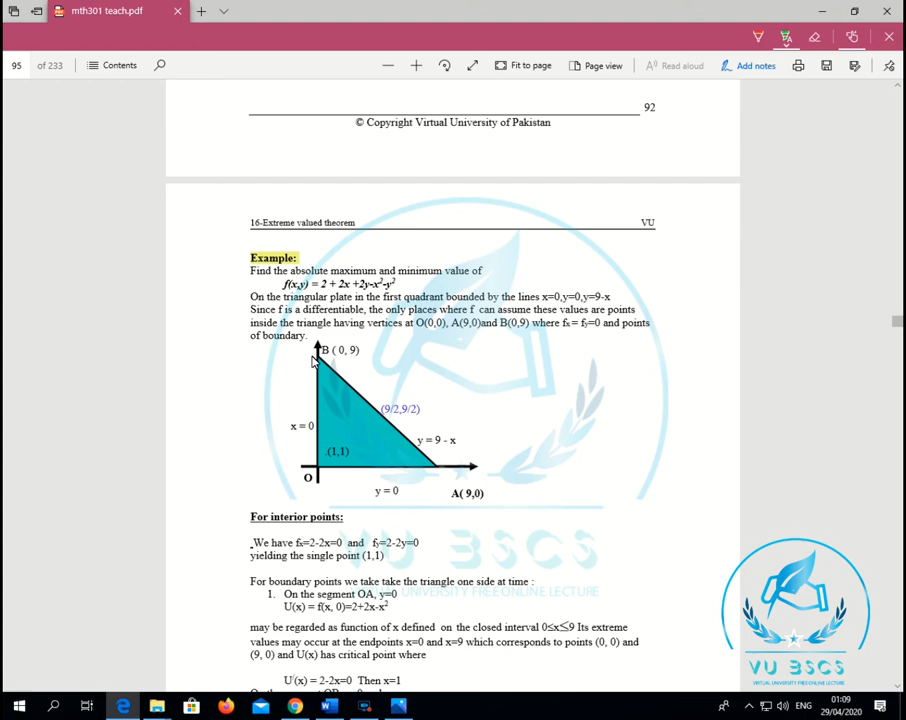 mth301 teach.pdf
95 of 233 Contents Fit to page Page view Read aloud Add notes
92
© Copyright Virtual University of Pakistan
16-Extreme valued theorem VU
Example:
Find the absolute maximum and minimum value of
f(x,y) = 2 + 2x +2y-x²-y²
On the triangular plate in the first quadrant bounded by the lines x=0,y=0,y=9-x
Since f is a differentiable, the only places where f can assume these values are points
inside the triangle having vertices at O(0,0), A(9,0)and B(0,9) where fx= fy=0 and points
of boundary.
B ( 0, 9)
(9/2,9/2)
x = 0
y = 9 - x
.(1,1)
O
y = 0
A( 9,0)
For interior points:
We have fx=2-2x=0 and fy=2-2y=0
yielding the single point (1,1)
For boundary points we take take the triangle one side at time :
1. On the segment OA, y=0
U(x) = f(x, 0)=2+2x-x²
may be regarded as function of x defined on the closed interval 0≤x≤9 Its extreme
values may occur at the endpoints x=0 and x=9 which corresponds to points (0, 0) and
(9, 0) and U(x) has critical point where
U′(x) = 2-2x=0 Then x=1
VU BSCS
VIRTUAL UNIVERSITY FREE ONLINE LECTURE
VU BSCS
VIRTUAL UNIVERSITY FREE ONLINE LECTURE
ENG
01:09
29/04/2020